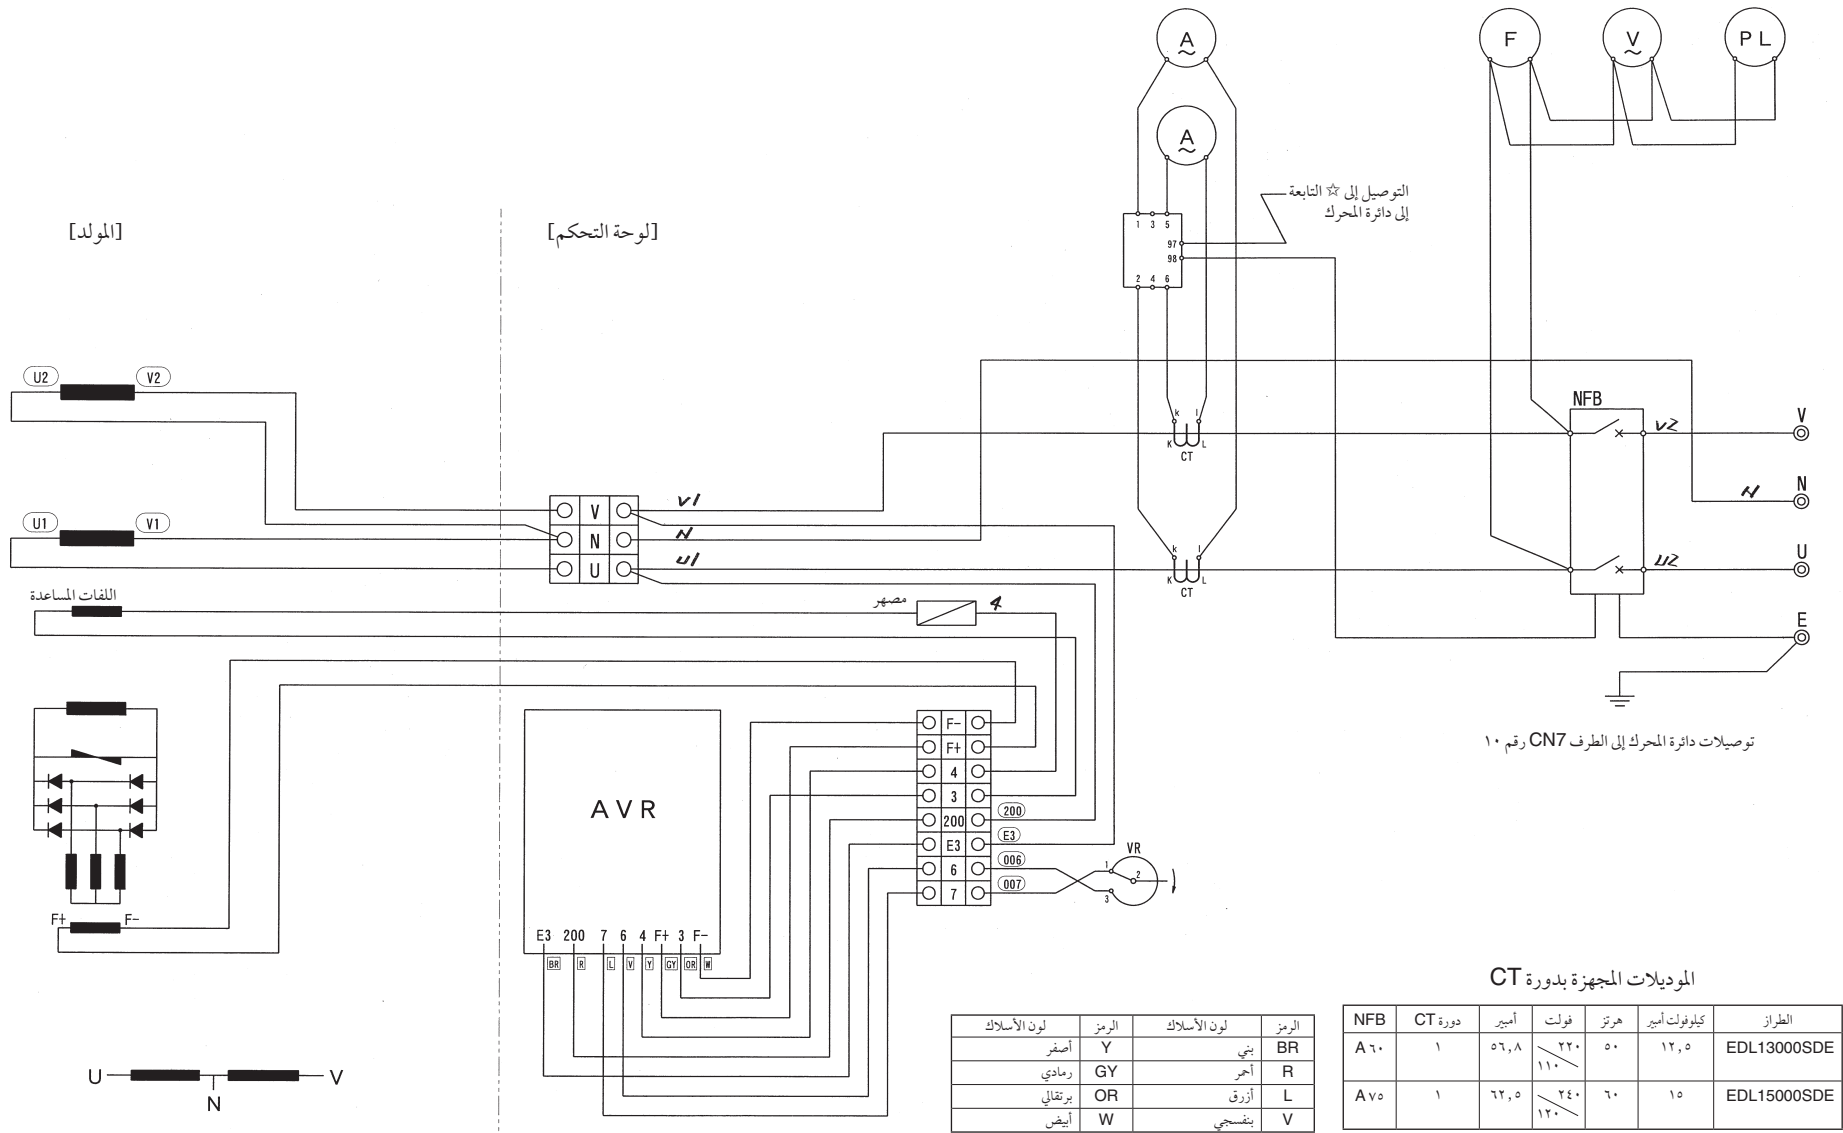 A
~
F
V
~
P L
A
~
التوصيل إلى ☆ التابعة
إلى دائرة المحرك
1 3 5
97
98
2 4 6
[المولد]
[لوحة التحكم]
U2
V2
NFB
k l
K L
CT
V2
V
N
N
U1
V1
V
N
U
V1
N
U1
k l
K L
CT
U2
U
اللفات المساعدة
مصهر
4
E
توصيلات دائرة المحرك إلى الطرف CN7 رقم ١٠
A V R
F-
F+
4
3
200
E3
6
7
200
E3
006
007
VR
1
2
3
F+
F-
E3 200 7 6 4 F+ 3 F-
BR R L V Y GY OR W
U
V
N
الرمز لون الأسلاك الرمز لون الأسلاك
BR بني Y أصفر
R أحمر GY رمادي
L أزرق OR برتقالي
V بنفسجي W أبيض
الموديلات المجهزة بدورة CT
الطراز كيلوفولت أمبير هرتز فولت أمبير دورة CT NFB
EDL13000SDE ١٢,٥ ٥٠ ٢٢٠/١١٠ ٥٦,٨ ١ ٦٠ A
EDL15000SDE ١٥ ٦٠ ٢٤٠/١٢٠ ٦٢,٥ ١ ٧٥ A